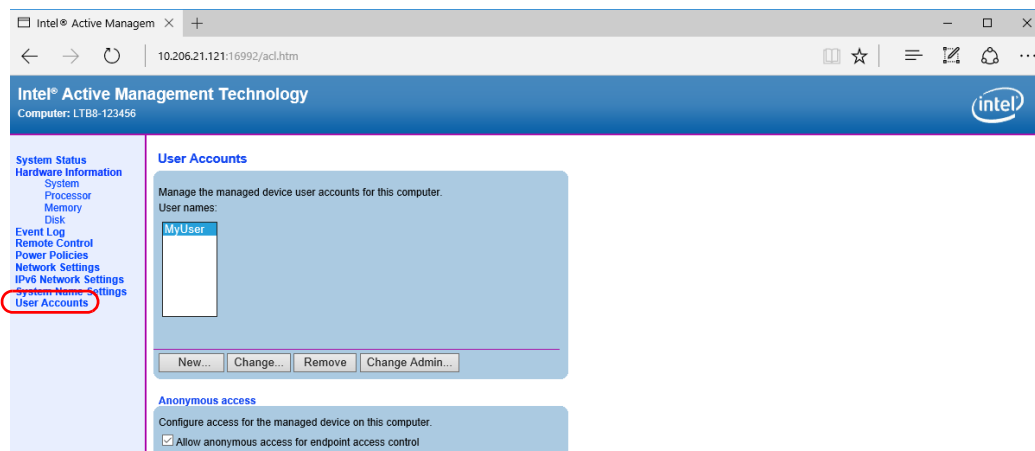 Intel® Active Managem
10.206.21.121:16992/acl.htm
Intel® Active Management Technology
Computer: LTB8-123456
intel
System Status
Hardware Information
System
Processor
Memory
Disk
Event Log
Remote Control
Power Policies
Network Settings
IPv6 Network Settings
System Name Settings
User Accounts
User Accounts
Manage the managed device user accounts for this computer.
User names:
MyUser
New... Change... Remove Change Admin...
Anonymous access
Configure access for the managed device on this computer.
Allow anonymous access for endpoint access control